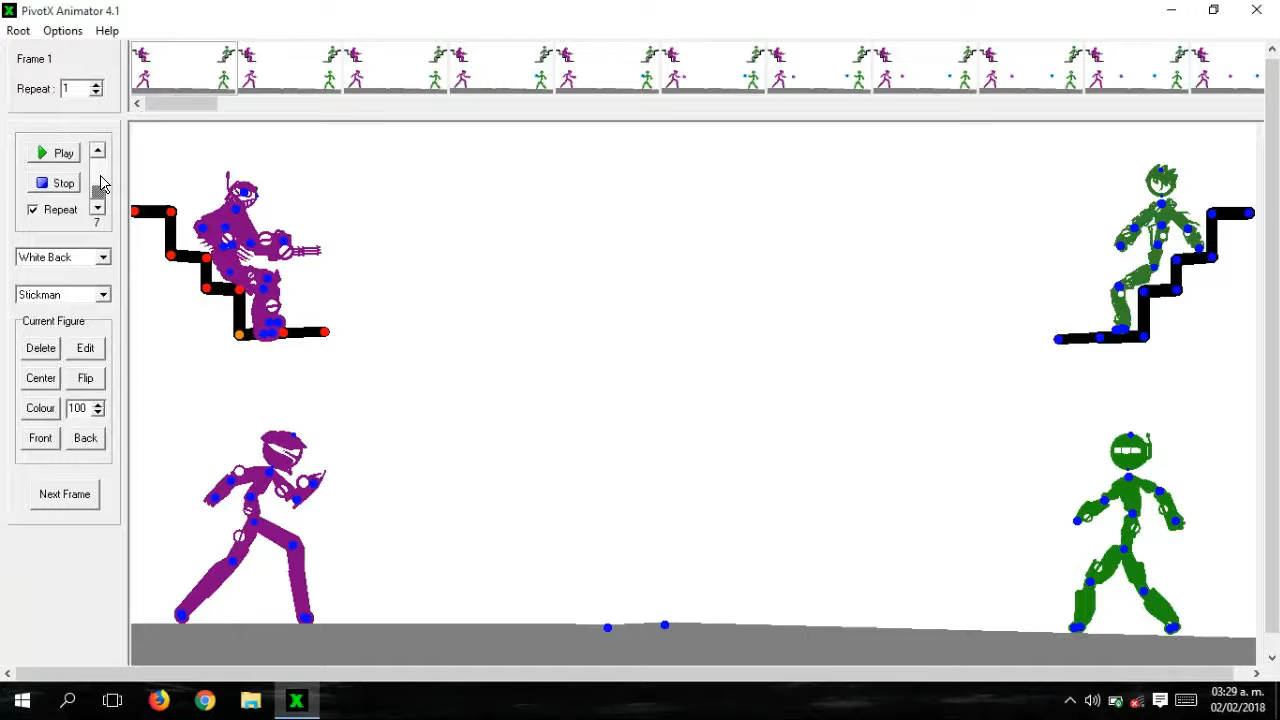 PivotX Animator 4.1
Root Options Help
Frame 1
Repeat : 1
Play
Stop
Repeat
7
White Back
Stickman
Current Figure
Delete Edit
Center Flip
Colour 100
Front Back
Next Frame
03:29 a. m.
02/02/2018